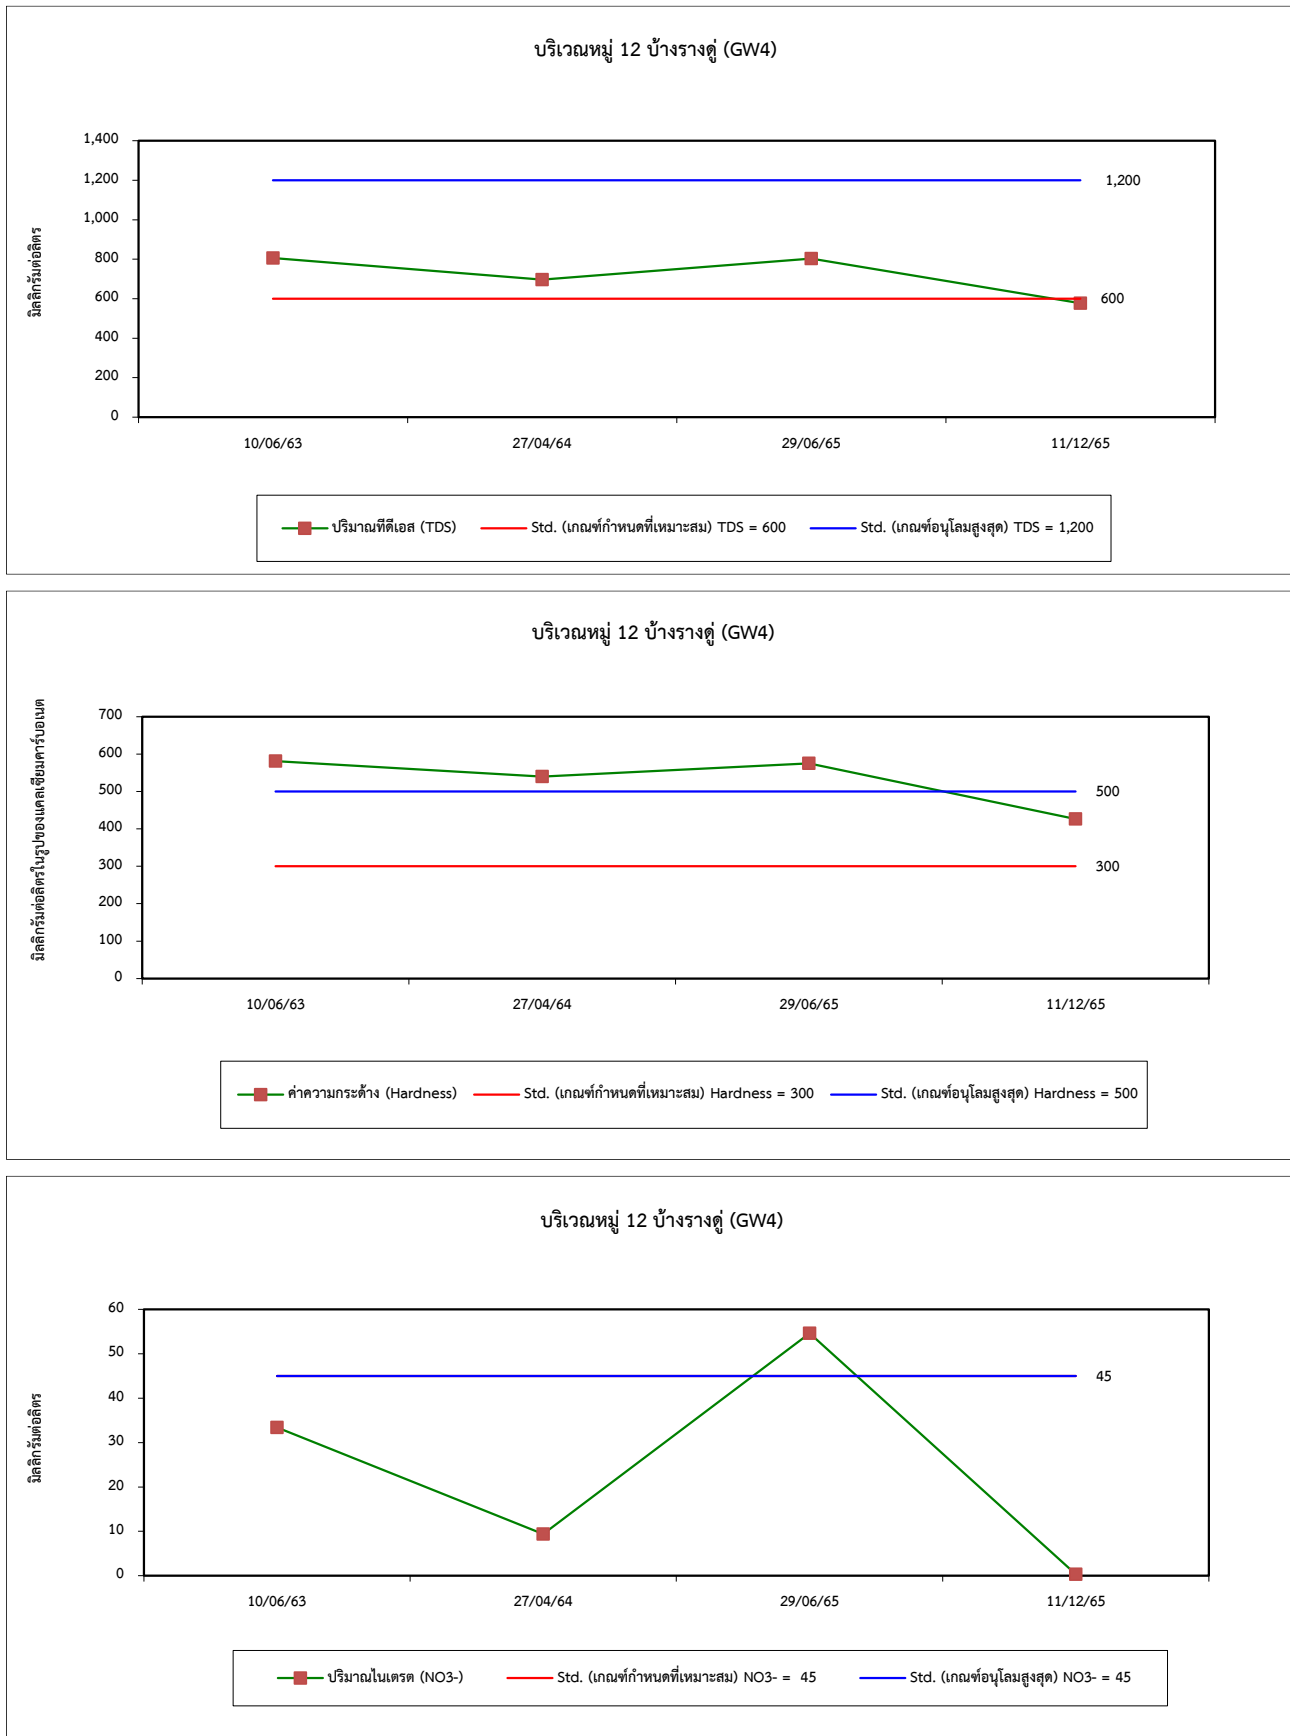 บริเวณหมู่ 12 บ้างรางดู่ (GW4)
มิลลิกรัมต่อลิตร
1,400
1,200
1,000
800
600
400
200
0
1,200
600
10/06/63 27/04/64 29/06/65 11/12/65
ปริมาณทีดีเอส (TDS) Std. (เกณฑ์กำหนดที่เหมาะสม) TDS = 600 Std. (เกณฑ์อนุโลมสูงสุด) TDS = 1,200
บริเวณหมู่ 12 บ้างรางดู่ (GW4)
มิลลิกรัมต่อลิตรในรูปของแคลเซียมคาร์บอเนต
700
600
500
400
300
200
100
0
500
300
10/06/63 27/04/64 29/06/65 11/12/65
ค่าความกระด้าง (Hardness) Std. (เกณฑ์กำหนดที่เหมาะสม) Hardness = 300 Std. (เกณฑ์อนุโลมสูงสุด) Hardness = 500
บริเวณหมู่ 12 บ้างรางดู่ (GW4)
มิลลิกรัมต่อลิตร
60
50
40
30
20
10
0
45
10/06/63 27/04/64 29/06/65 11/12/65
ปริมาณไนเตรต (NO3-) Std. (เกณฑ์กำหนดที่เหมาะสม) NO3- = 45 Std. (เกณฑ์อนุโลมสูงสุด) NO3- = 45